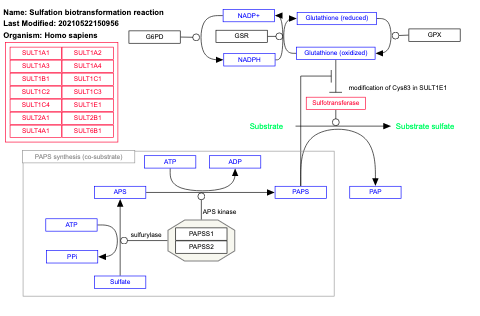 Name: Sulfation biotransformation reaction
Last Modified: 20210522150956
Organism: Homo sapiens
SULT1A1 SULT1A2
SULT1A3 SULT1A4
SULT1B1 SULT1C1
SULT1C2 SULT1C3
SULT1C4 SULT1E1
SULT2A1 SULT2B1
SULT4A1 SULT6B1
NADP+
Glutathione (reduced)
G6PD
GSR
GPX
NADPH
Glutathione (oxidized)
modification of Cys83 in SULT1E1
Sulfotransferase
Substrate
Substrate sulfate
PAPS synthesis (co-substrate)
ATP
ADP
APS
PAPS
PAP
APS kinase
ATP
sulfurylase
PAPSS1
PAPSS2
PPi
Sulfate